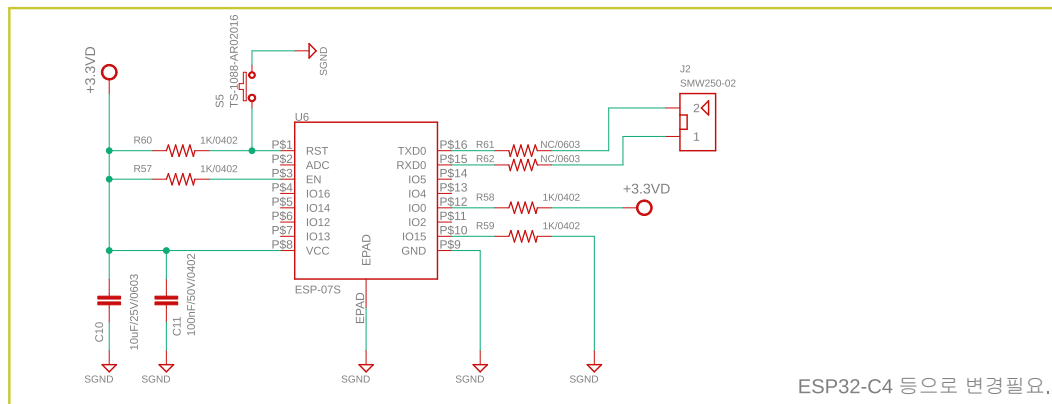 +3.3VD
S5
TS-1088-AR02016
SGND
R60
1K/0402
R57
1K/0402
U6
P$1
P$2
P$3
P$4
P$5
P$6
P$7
P$8
RST
ADC
EN
IO16
IO14
IO12
IO13
VCC
EPAD
TXD0
RXD0
IO5
IO4
IO0
IO2
IO15
GND
P$16
P$15
P$14
P$13
P$12
P$11
P$10
P$9
ESP-07S
EPAD
R61
NC/0603
R62
NC/0603
R58
1K/0402
R59
1K/0402
+3.3VD
J2
SMW250-02
2
1
C10
10uF/25V/0603
C11
100nF/50V/0402
SGND
SGND
SGND
SGND
SGND
ESP32-C4 등으로 변경필요.